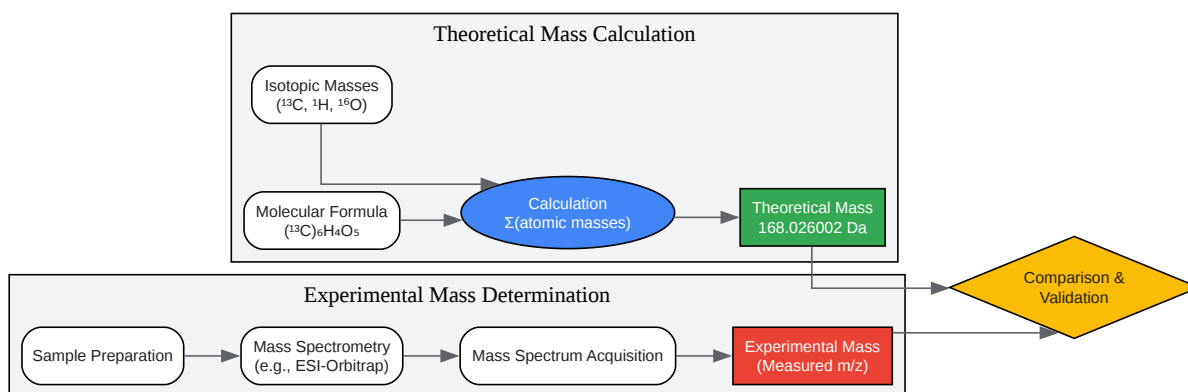 Theoretical Mass Calculation
Isotopic Masses
(¹³C, ¹H, ¹⁶O)
Molecular Formula
(¹³C)₆H₄O₅
Calculation
Σ(atomic masses)
Theoretical Mass
168.026002 Da
Comparison &
Validation
Experimental Mass Determination
Sample Preparation
Mass Spectrometry
(e.g., ESI-Orbitrap)
Mass Spectrum Acquisition
Experimental Mass
(Measured m/z)